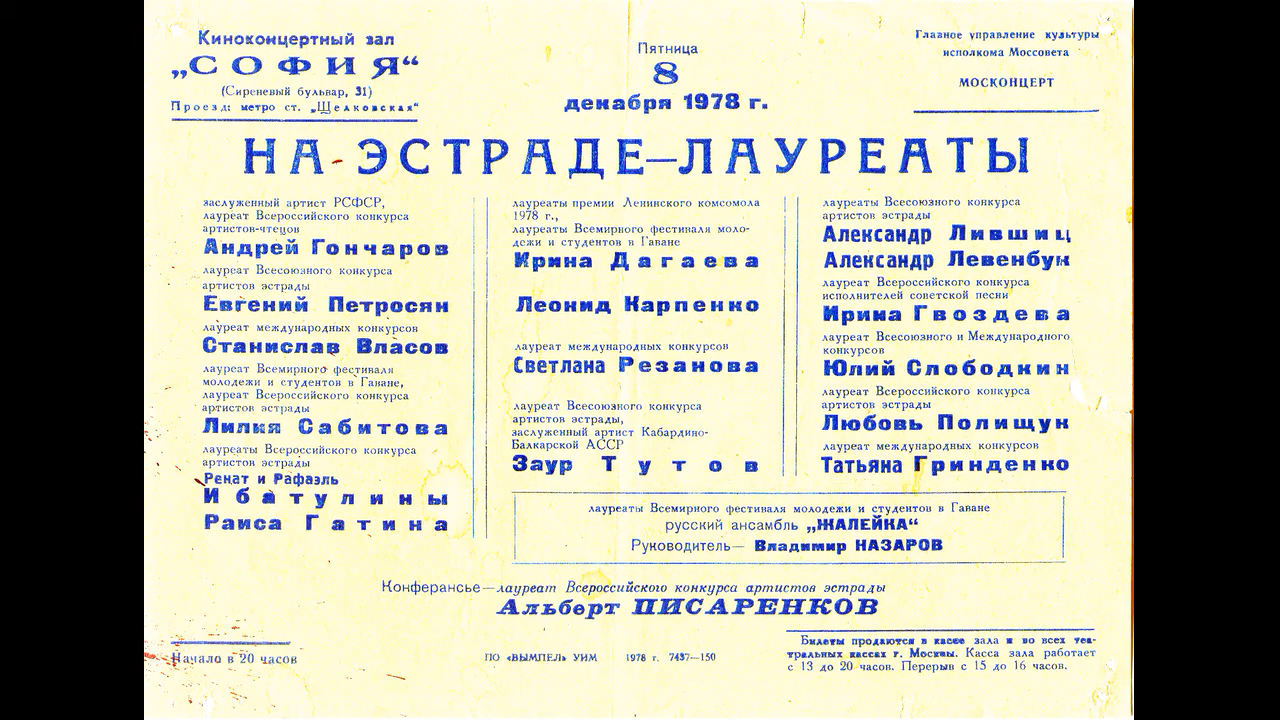 Киноконцертный зал
„СОФИЯ“
(Сиреневый бульвар, 31)
Проезд: метро ст. „Щелковская“
Пятница
8
декабря 1978 г.
Главное управление культуры
исполкома Моссовета
МОСКОНЦЕРТ
НА ЭСТРАДЕ—ЛАУРЕАТЫ
заслуженный артист РСФСР,
лауреат Всероссийского конкурса
артистов-чтецов
Андрей Гончаров
лауреат Всесоюзного конкурса
артистов эстрады
Евгений Петросян
лауреат международных конкурсов
Станислав Власов
лауреат Всемирного фестиваля
молодежи и студентов в Гаване,
лауреат Всероссийского конкурса
артистов эстрады
Лилия Сабитова
лауреаты Всероссийского конкурса
артистов эстрады
Ренат и Рафаэль
Ибатулины
Раиса Гатина
лауреаты премии Ленинского комсомола
1978 г.,
лауреаты Всемирного фестиваля моло-
дежи и студентов в Гаване
Ирина Дагаева
Леонид Карпенко
лауреат международных конкурсов
Светлана Резанова
лауреат Всесоюзного конкурса
артистов эстрады,
заслуженный артист Кабардино-
Балкарской АССР
Заур Тутов
лауреаты Всесоюзного конкурса
артистов эстрады
Александр Лившиц
Александр Левенбук
лауреат Всероссийского конкурса
исполнителей советской песни
Ирина Гвоздева
лауреат Всесоюзного и Международного
конкурсов
Юлий Слободкин
лауреат Всероссийского конкурса
артистов эстрады
Любовь Полищук
лауреат международных конкурсов
Татьяна Гринденко
лауреаты Всемирного фестиваля молодежи и студентов в Гаване
русский ансамбль „ЖАЛЕЙКА“
Руководитель— Владимир НАЗАРОВ
Конферансье—лауреат Всероссийского конкурса артистов эстрады
Альберт ПИСАРЕНКОВ
Начало в 20 часов
ПО «ВЫМПЕЛ» УИМ 1978 г. 7437—150
Билеты продаются в кассе зала и во всех теа-
тральных кассах г. Москвы. Касса зала работает
с 13 до 20 часов. Перерыв с 15 до 16 часов.